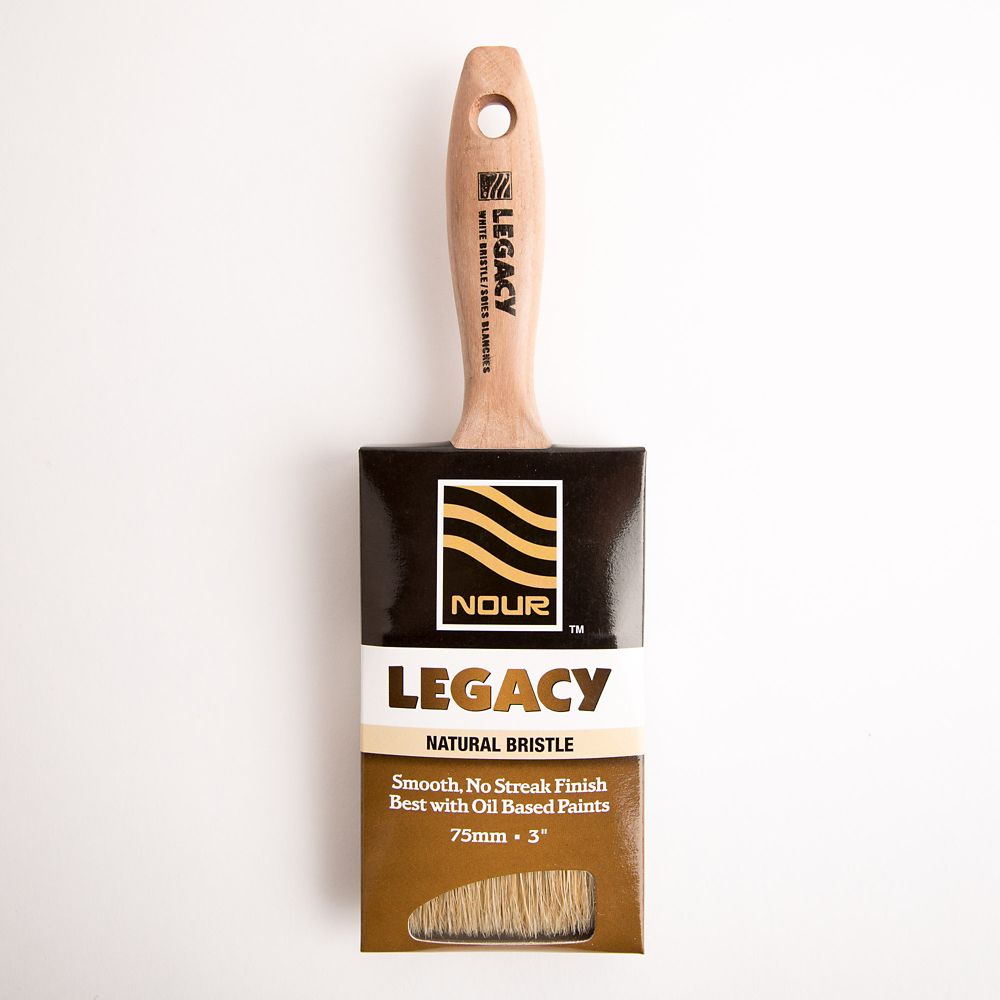 LEGACY
WHITE BRISTLE/SOIES BLANCHES
NOUR
TM
LEGACY
NATURAL BRISTLE
Smooth, No Streak Finish
Best with Oil Based Paints
75mm ▪ 3"